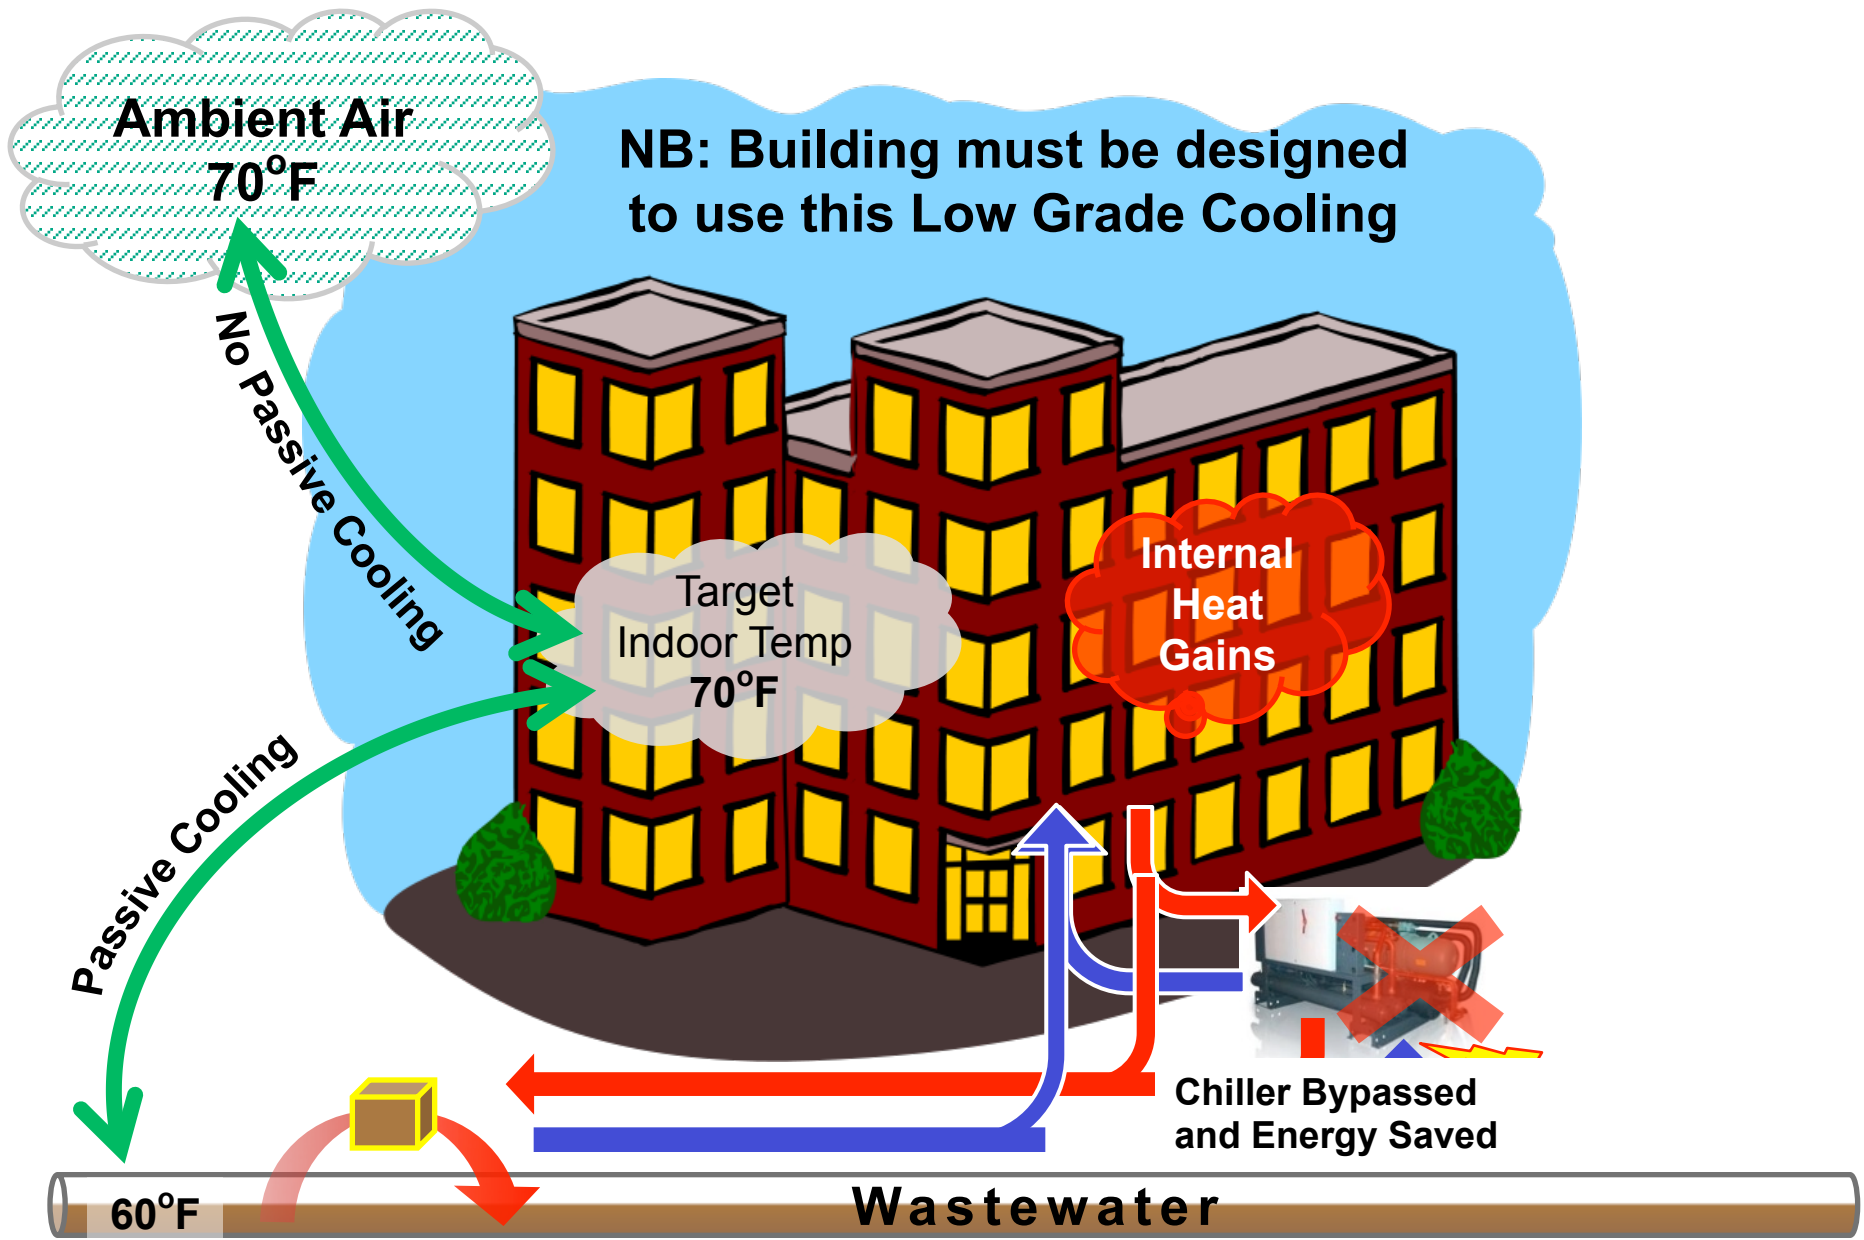 Ambient Air
70°F
NB: Building must be designed
to use this Low Grade Cooling
No Passive Cooling
Target
Indoor Temp
70°F
Internal
Heat
Gains
Passive Cooling
Chiller Bypassed
and Energy Saved
60°F
Wastewater